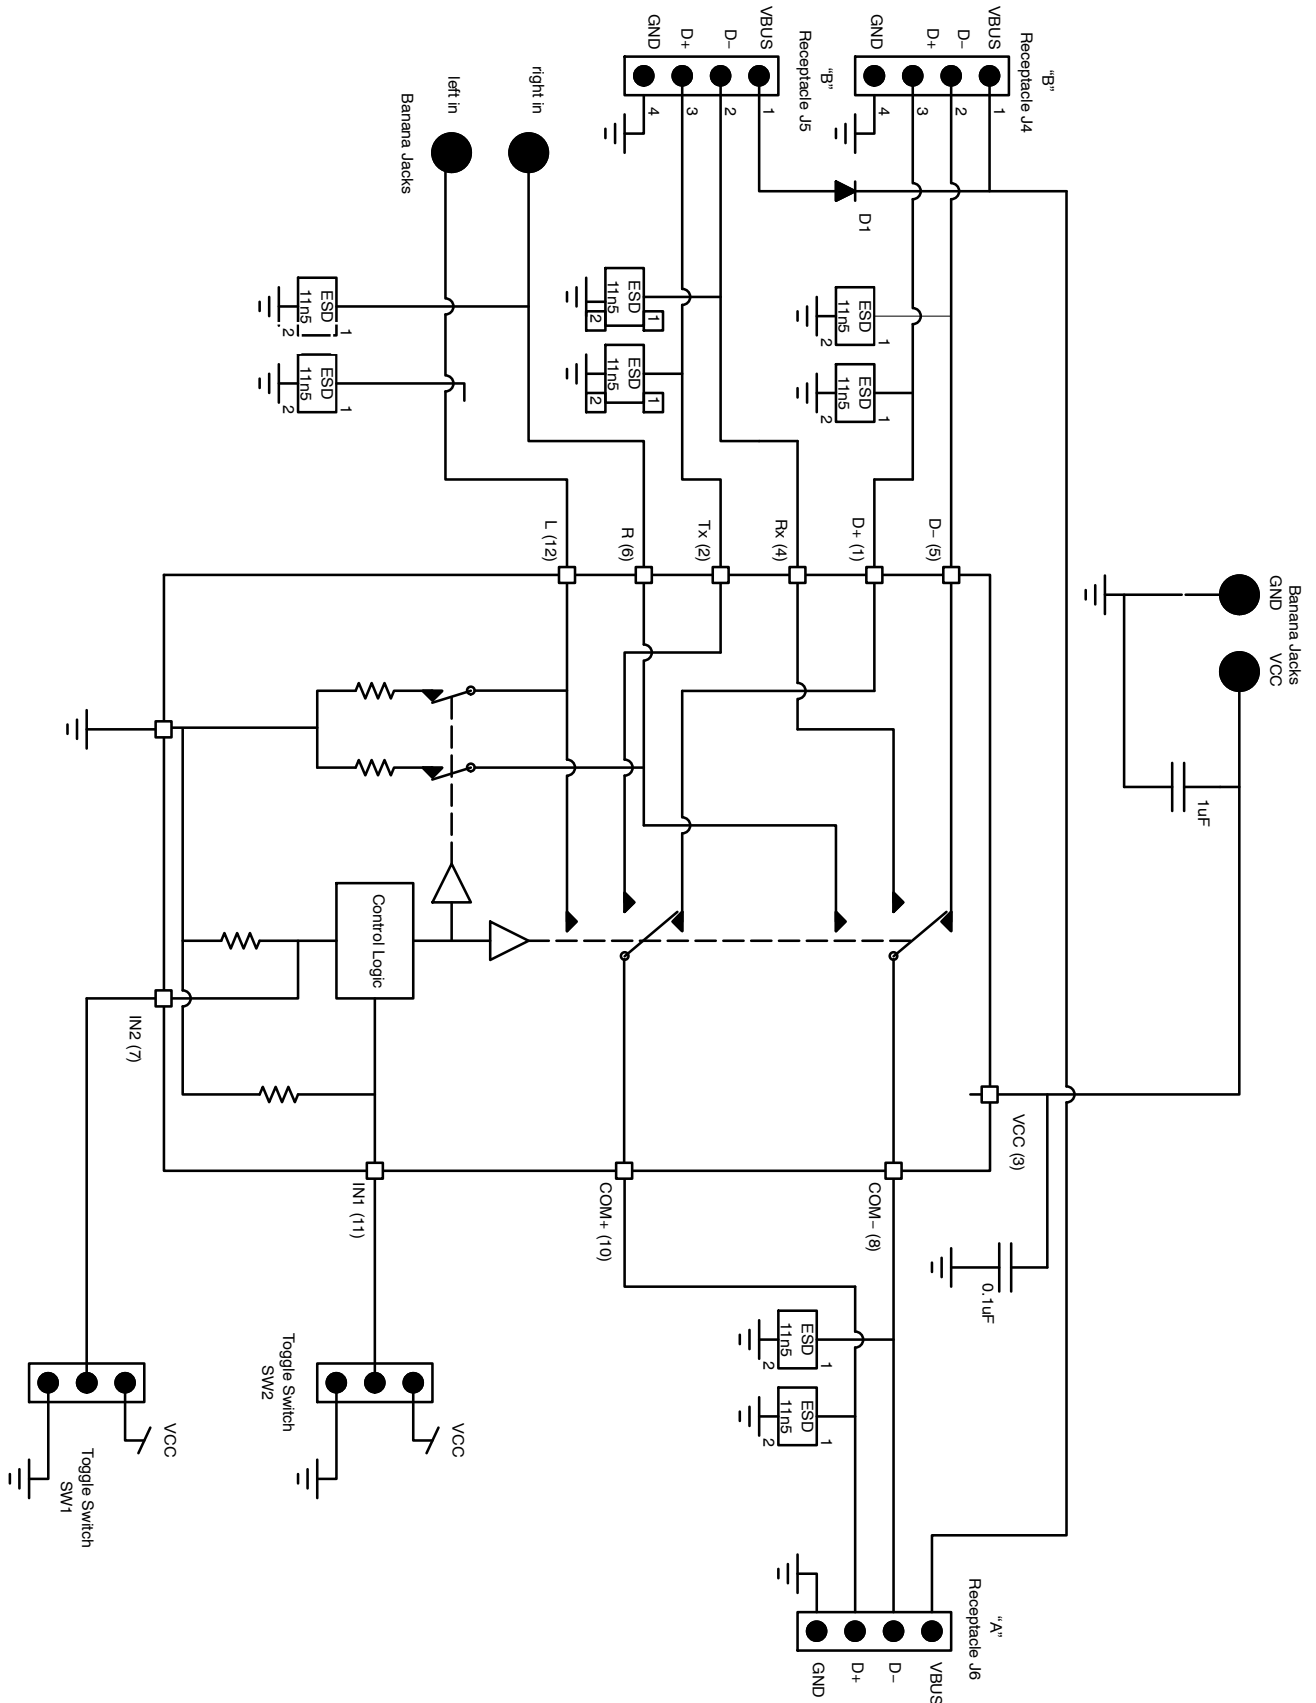 "B"
Receptacle J4
VBUS
D−
D+
GND
1
2
3
4
"B"
Receptacle J5
VBUS
D−
D+
GND
1
2
3
4
right in
left in
Banana Jacks
D1
ESD
11n5
1
2
ESD
11n5
1
2
ESD
11n5
1
2
ESD
11n5
1
2
ESD
11n5
1
2
ESD
11n5
1
2
Banana Jacks
GND
VCC
1uF
D− (5)
D+ (1)
Rx (4)
Tx (2)
R (6)
L (12)
Control Logic
VCC (3)
COM− (8)
COM+ (10)
IN1 (11)
IN2 (7)
0.1uF
ESD
11n5
1
2
ESD
11n5
1
2
VCC
Toggle Switch
SW2
VCC
Toggle Switch
SW1
"A"
Receptacle J6
VBUS
D−
D+
GND